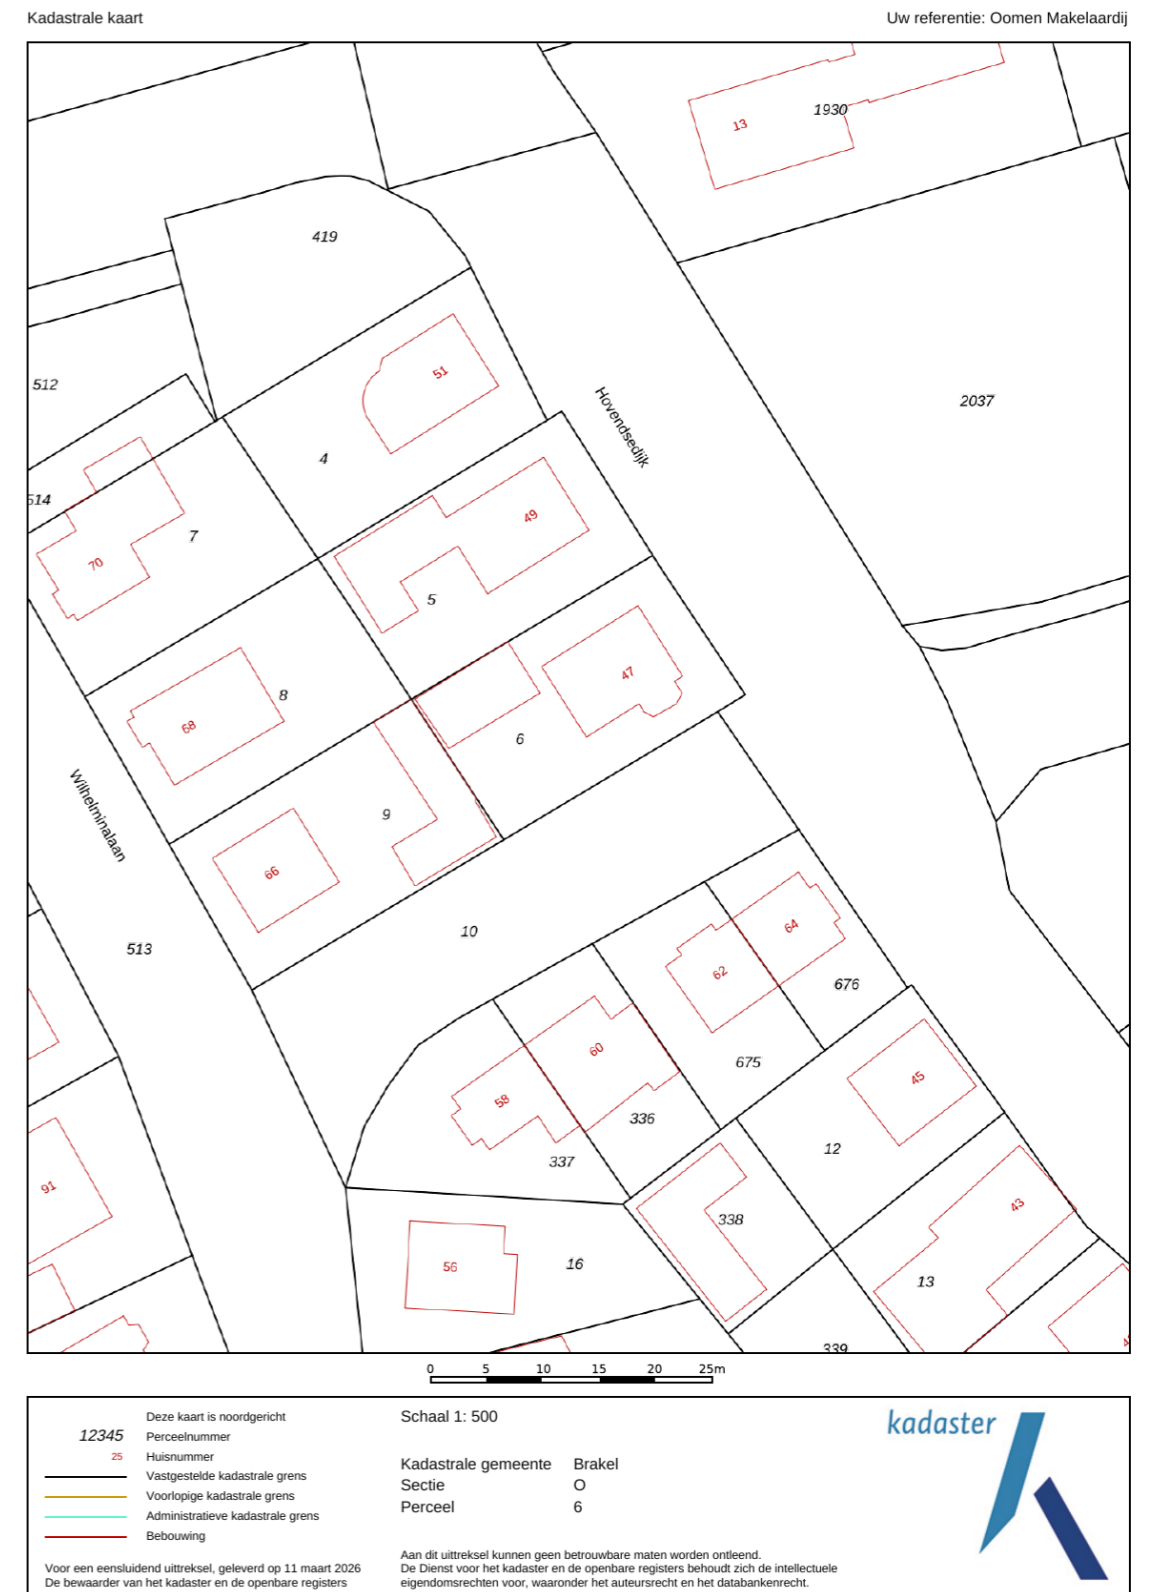 Kadastrale kaart
Uw referentie: Oomen Makelaardij
1930
13
419
51
512
2037
Hovendsedijk
4
514
7
49
70
5
8
47
68
6
Wilhelminalaan
9
66
64
10
513
62
676
675
60
45
58
336
12
337
91
43
338
56
16
13
339
0 5 10 15 20 25m
Deze kaart is noordgericht
12345 Perceelnummer
25 Huisnummer
Vastgestelde kadastrale grens
Voorlopige kadastrale grens
Administratieve kadastrale grens
Bebouwing
Voor een eensluidend uittreksel, geleverd op 11 maart 2026
De bewaarder van het kadaster en de openbare registers
Schaal 1: 500
Kadastrale gemeente Brakel
Sectie O
Perceel 6
Aan dit uittreksel kunnen geen betrouwbare maten worden ontleend.
De Dienst voor het kadaster en de openbare registers behoudt zich de intellectuele
eigendomsrechten voor, waaronder het auteursrecht en het databankenrecht.
kadaster